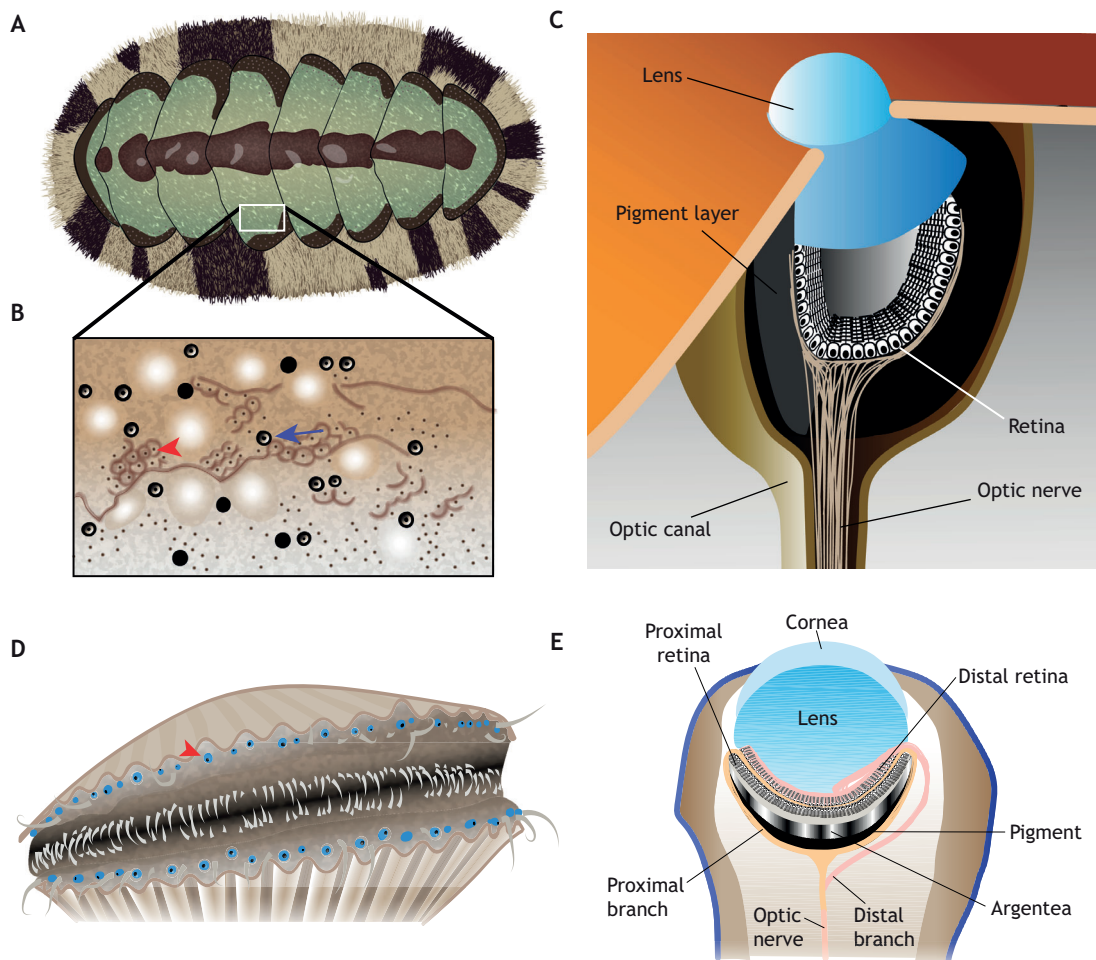 A
B
C
Lens
Pigment layer
Retina
Optic nerve
Optic canal
D
E
Cornea
Proximal
retina
Distal retina
Lens
Pigment
Proximal
branch
Argentea
Optic
nerve
Distal
branch